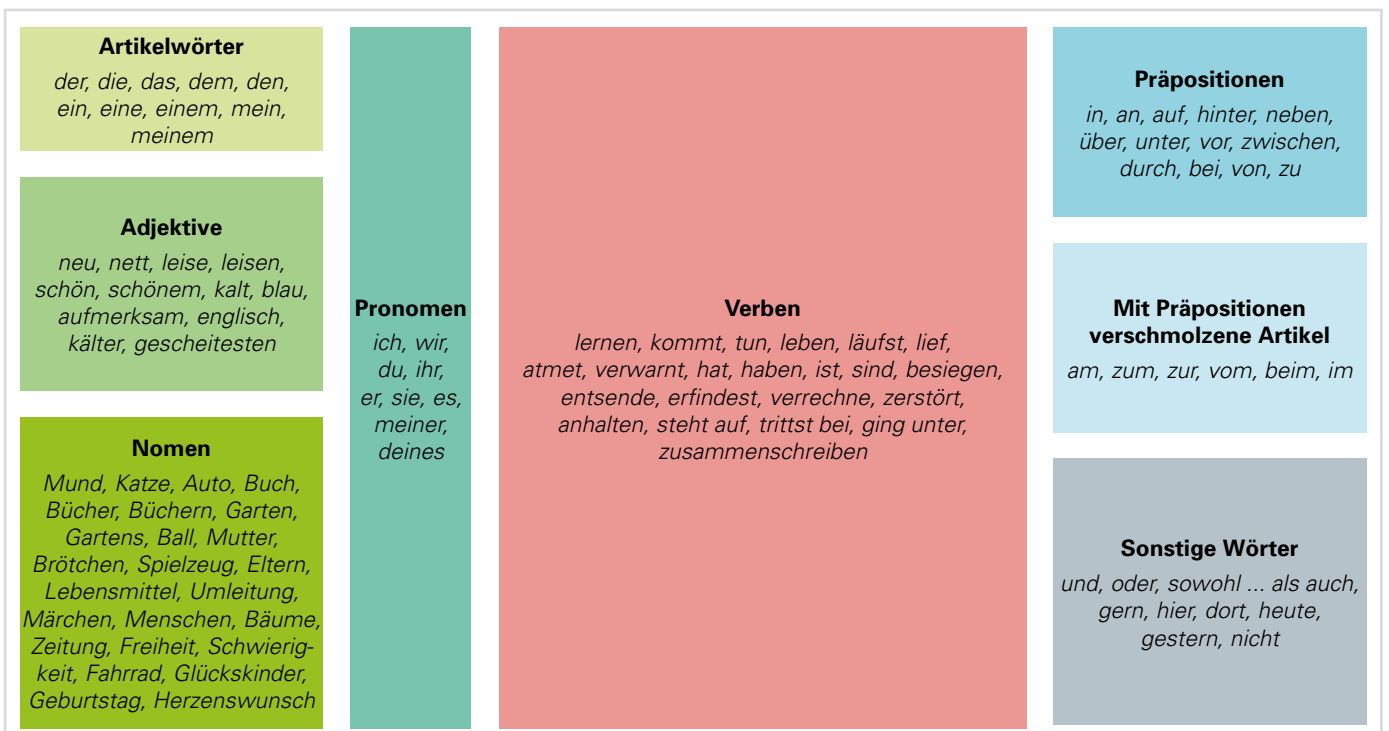 Artikelwörter
der, die, das, dem, den,
ein, eine, einem, mein,
meinem
Adjektive
neu, nett, leise, leisen,
schön, schönem, kalt, blau,
aufmerksam, englisch,
kälter, gescheitesten
Nomen
Mund, Katze, Auto, Buch,
Bücher, Büchern, Garten,
Gartens, Ball, Mutter,
Brötchen, Spielzeug, Eltern,
Lebensmittel, Umleitung,
Märchen, Menschen, Bäume,
Zeitung, Freiheit, Schwierig-
keit, Fahrrad, Glückskinder,
Geburtstag, Herzenswunsch
Pronomen
ich, wir,
du, ihr,
er, sie, es,
meiner,
deines
Verben
lernen, kommt, tun, leben, läufst, lief,
atmet, verwarnt, hat, haben, ist, sind, besiegen,
entsende, erfindest, verrechne, zerstört,
anhalten, steht auf, trittst bei, ging unter,
zusammenschreiben
Präpositionen
in, an, auf, hinter, neben,
über, unter, vor, zwischen,
durch, bei, von, zu
Mit Präpositionen
verschmolzene Artikel
am, zum, zur, vom, beim, im
Sonstige Wörter
und, oder, sowohl ... als auch,
gern, hier, dort, heute,
gestern, nicht